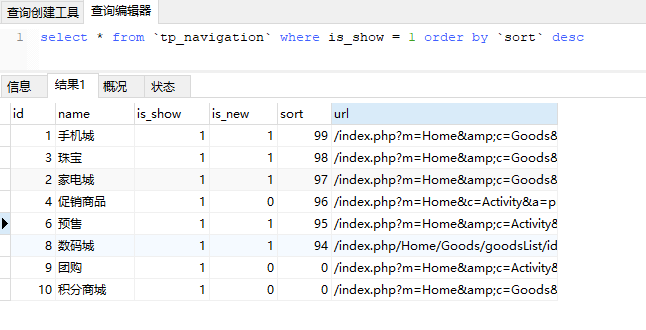 查询创建工具 查询编辑器
1 select * from `tp_navigation` where is_show = 1 order by `sort` desc
信息 结果1 概况 状态
id name is_show is_new sort url
1 手机城 1 1 99 /index.php?m=Home&amp;c=Goods&
3 珠宝 1 1 98 /index.php?m=Home&amp;c=Goods&
2 家电城 1 1 97 /index.php?m=Home&amp;c=Goods&
4 促销商品 1 0 96 /index.php?m=Home&c=Activity&a=p
6 预售 1 1 95 /index.php?m=Home&amp;c=Activity&
8 数码城 1 1 94 /index.php/Home/Goods/goodsList/id
9 团购 1 0 0 /index.php?m=Home&amp;c=Activity&
10 积分商城 1 0 0 /index.php?m=Home&amp;c=Goods&